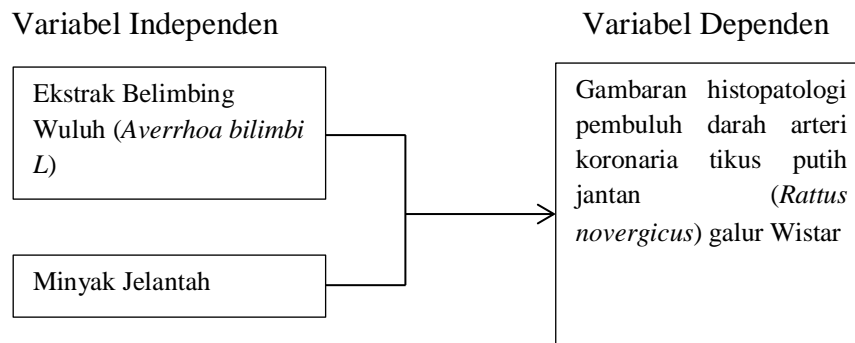 Variabel Independen
Variabel Dependen
Ekstrak Belimbing
Wuluh (Averrhoa bilimbi
L)
Minyak Jelantah
Gambaran histopatologi
pembuluh darah arteri
koronaria tikus putih
jantan (Rattus
novergicus) galur Wistar